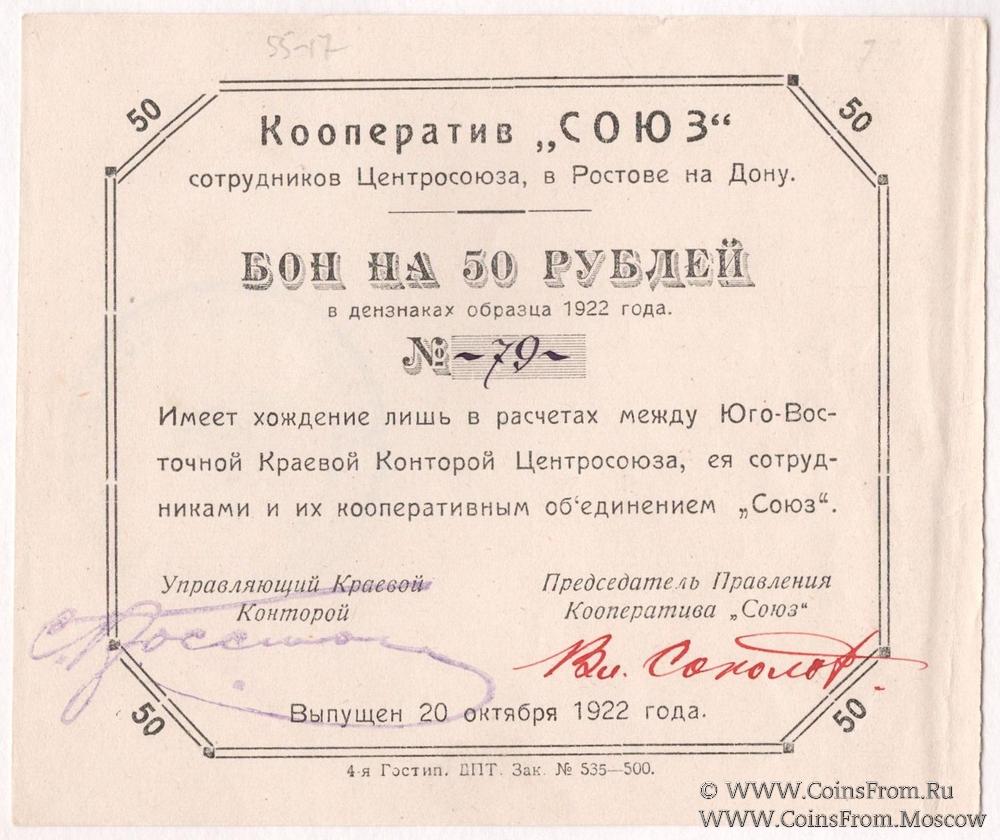 55-17
7
50
50
Кооператив „СОЮЗ“
сотрудников Центросоюза, в Ростове на Дону.
БОН НА 50 РУБЛЕЙ
в дензнаках образца 1922 года.
№ -79-
Имеет хождение лишь в расчетах между Юго-Вос-
точной Краевой Конторой Центросоюза, ея сотруд-
никами и их кооперативным об'единением „Союз“.
Управляющий Краевой
Конторой
Председатель Правления
Кооператива „Союз“
Вл. Соколов
Выпущен 20 октября 1922 года.
50
50
4-я Гостип. ДПТ. Зак. № 535—500.
© WWW.CoinsFrom.Ru
WWW.CoinsFrom.Moscow